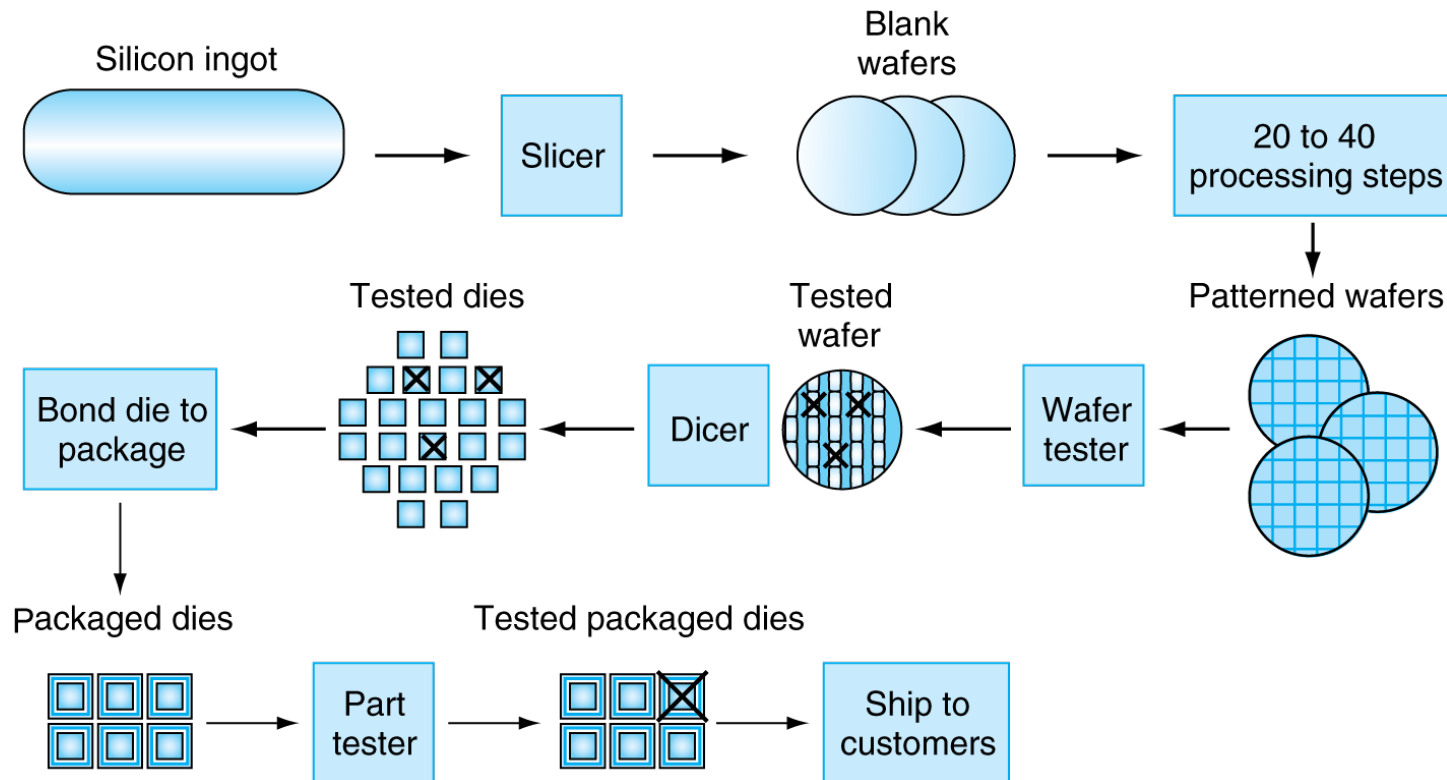 Silicon ingot
Slicer
Blank
wafers
20 to 40
processing steps
Tested dies
Tested
wafer
Patterned wafers
Bond die to
package
Dicer
Wafer
tester
Packaged dies
Tested packaged dies
Part
tester
Ship to
customers